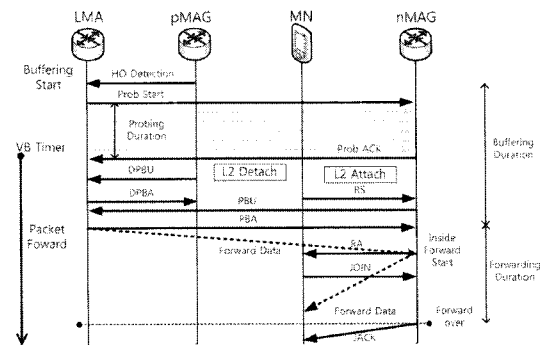 LMA pMAG MN nMAG
Buffering
Start
HO Detection
Prob Start
Probing
Duration
Buffering
Duration
VB Timer
Prob ACK
DPBU
L2 Detach
L2 Attach
DPBA
RS
PBU
PBA
Packet
Foward
Forward Data
RA
Inside
Forward
Start
JOIN
Forwarding
Duration
Forward Data
Forward
over
JACK